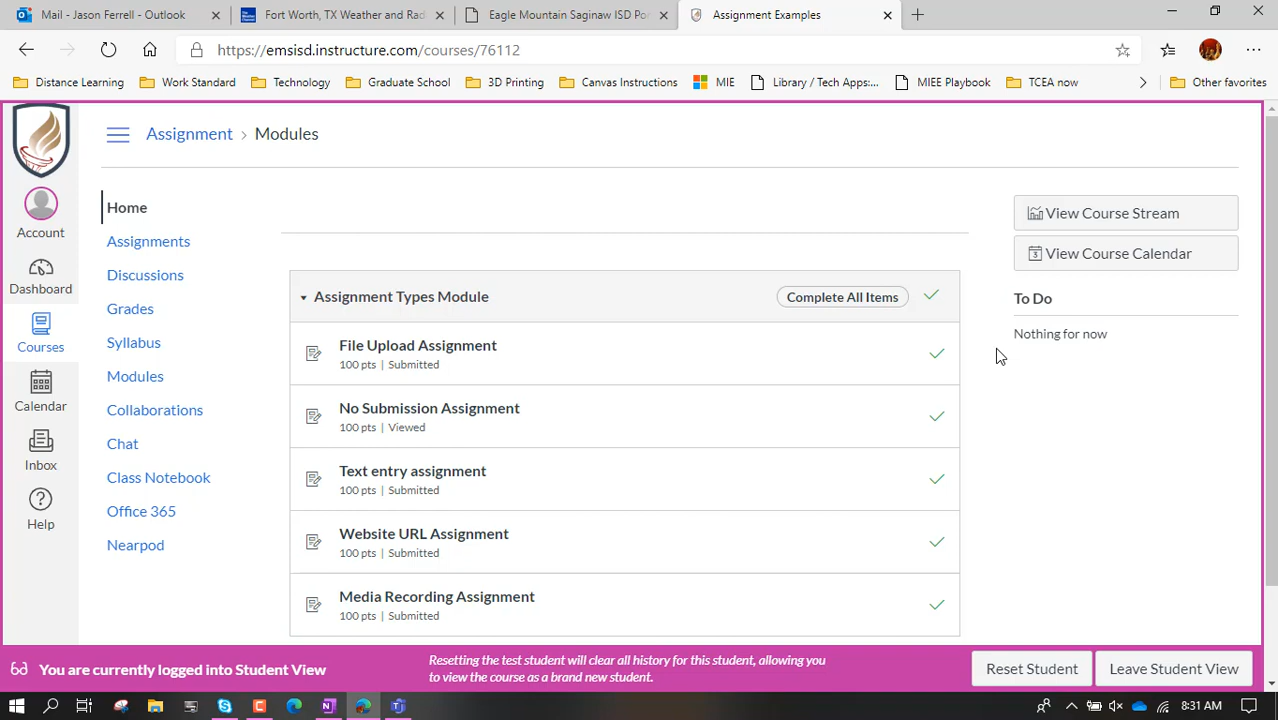 Mail - Jason Ferrell - Outlook
Fort Worth, TX Weather and Rad
Eagle Mountain Saginaw ISD Po
Assignment Examples
https://emsisd.instructure.com/courses/76112
Distance Learning
Work Standard
Technology
Graduate School
3D Printing
Canvas Instructions
MIE
Library / Tech Apps:...
MIEE Playbook
TCEA now
Other favorites
Assignment > Modules
Account
Dashboard
Courses
Calendar
Inbox
Help
Home
Assignments
Discussions
Grades
Syllabus
Modules
Collaborations
Chat
Class Notebook
Office 365
Nearpod
Assignment Types Module
Complete All Items
File Upload Assignment
100 pts | Submitted
No Submission Assignment
100 pts | Viewed
Text entry assignment
100 pts | Submitted
Website URL Assignment
100 pts | Submitted
Media Recording Assignment
100 pts | Submitted
View Course Stream
3 View Course Calendar
To Do
Nothing for now
You are currently logged into Student View
Resetting the test student will clear all history for this student, allowing you
to view the course as a brand new student.
Reset Student
Leave Student View
8:31 AM